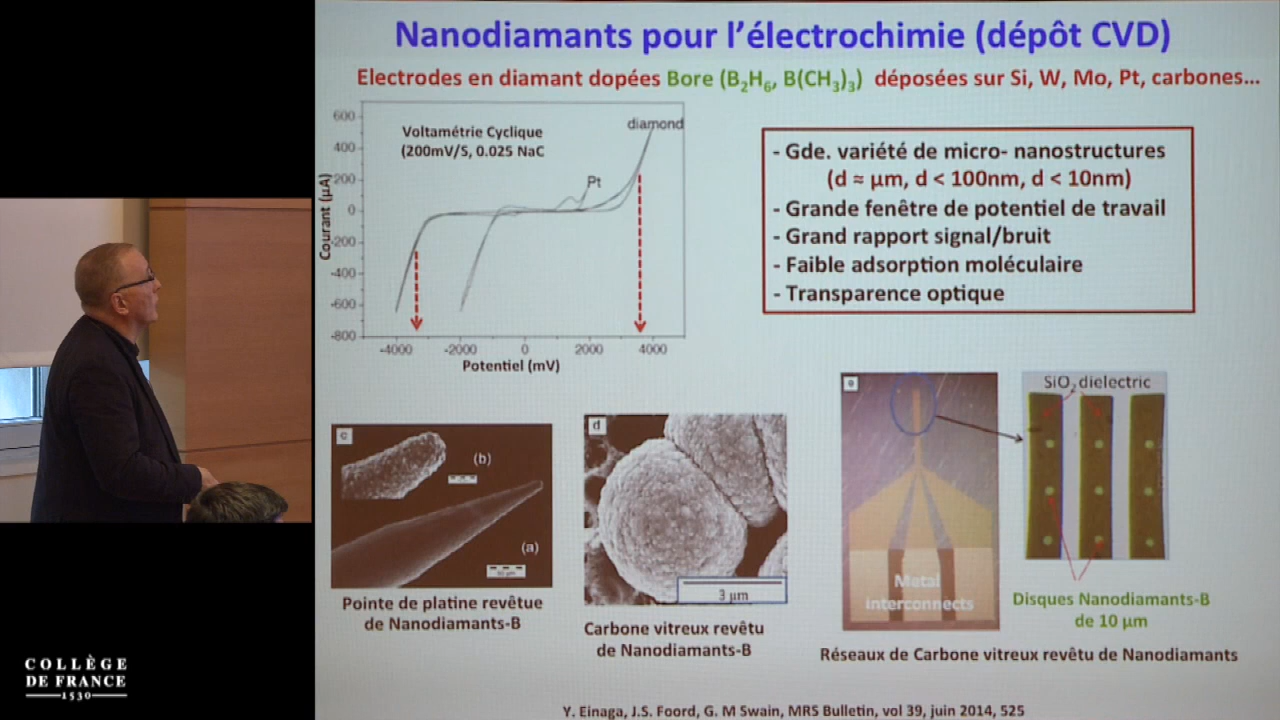 Nanodiamants pour l'électrochimie (dépôt CVD)
Electrodes en diamant dopées Bore (B₂H₆, B(CH₃)₃) déposées sur Si, W, Mo, Pt, carbones...
Voltamétrie Cyclique
(200mV/S, 0.025 NaC
diamond
Pt
600
400
200
0
-200
-400
-600
-800
Courant (μA)
-4000 -2000 0 2000 4000
Potentiel (mV)
- Gde. variété de micro- nanostructures
(d ≈ μm, d < 100nm, d < 10nm)
- Grande fenêtre de potentiel de travail
- Grand rapport signal/bruit
- Faible adsorption moléculaire
- Transparence optique
c
(b)
(a)
Pointe de platine revêtue
de Nanodiamants-B
d
3 μm
Carbone vitreux revêtu
de Nanodiamants-B
e
Metal
interconnects
SiO₂ dielectric
Disques Nanodiamants-B
de 10 μm
Réseaux de Carbone vitreux revêtu de Nanodiamants
Y. Einaga, J.S. Foord, G. M Swain, MRS Bulletin, vol 39, juin 2014, 525
COLLÈGE
DE FRANCE
1530